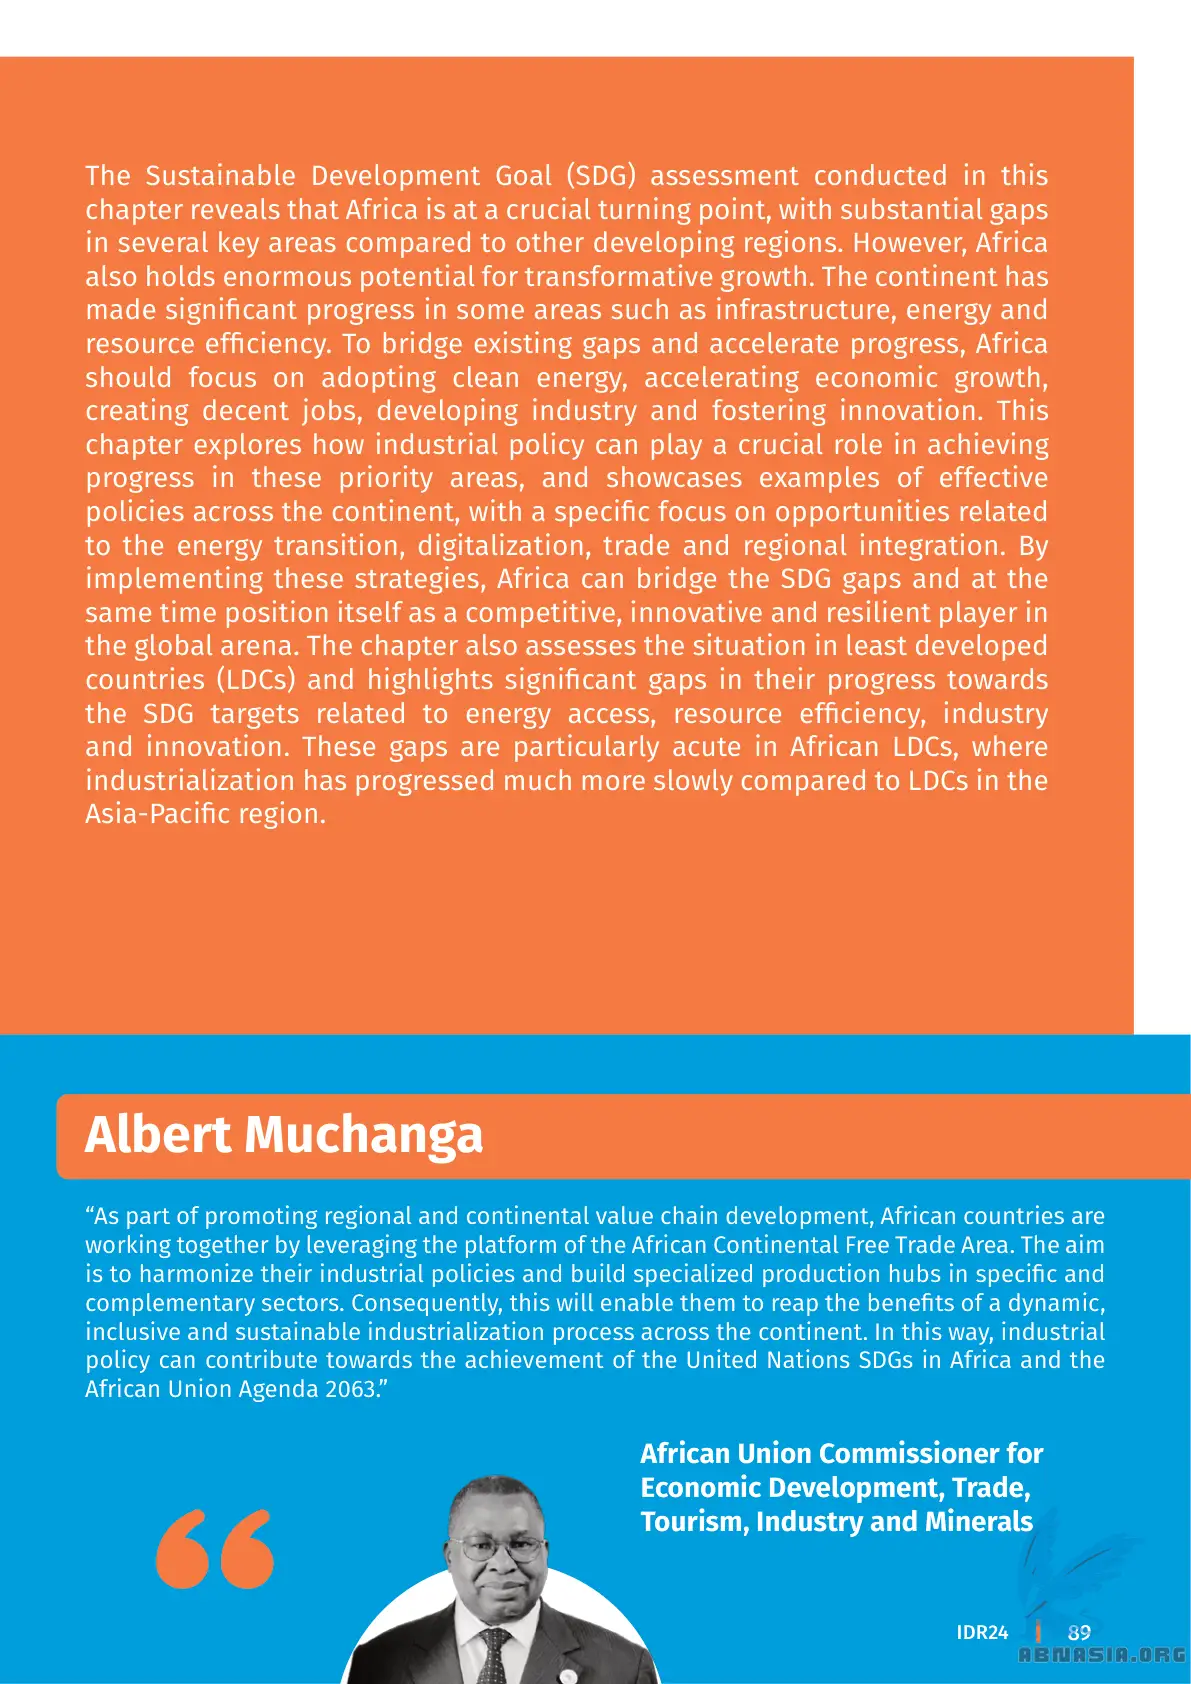 The Sustainable Development Goal (SDG) assessment conducted in this
chapter reveals that Africa is at a crucial turning point, with substantial gaps
in several key areas compared to other developing regions. However, Africa
also holds enormous potential for transformative growth. The continent has
made significant progress in some areas such as infrastructure, energy and
resource efficiency. To bridge existing gaps and accelerate progress, Africa
should focus on adopting clean energy, accelerating economic growth,
creating decent jobs, developing industry and fostering innovation. This
chapter explores how industrial policy can play a crucial role in achieving
progress in these priority areas, and showcases examples of effective
policies across the continent, with a specific focus on opportunities related
to the energy transition, digitalization, trade and regional integration. By
implementing these strategies, Africa can bridge the SDG gaps and at the
same time position itself as a competitive, innovative and resilient player in
the global arena. The chapter also assesses the situation in least developed
countries (LDCs) and highlights significant gaps in their progress towards
the SDG targets related to energy access, resource efficiency, industry
and innovation. These gaps are particularly acute in African LDCs, where
industrialization has progressed much more slowly compared to LDCs in the
Asia-Pacific region.
Albert Muchanga
“As part of promoting regional and continental value chain development, African countries are
working together by leveraging the platform of the African Continental Free Trade Area. The aim
is to harmonize their industrial policies and build specialized production hubs in specific and
complementary sectors. Consequently, this will enable them to reap the benefits of a dynamic,
inclusive and sustainable industrialization process across the continent. In this way, industrial
policy can contribute towards the achievement of the United Nations SDGs in Africa and the
African Union Agenda 2063.”
African Union Commissioner for
Economic Development, Trade,
Tourism, Industry and Minerals
“
IDR24 | 89
ABNASIA.ORG